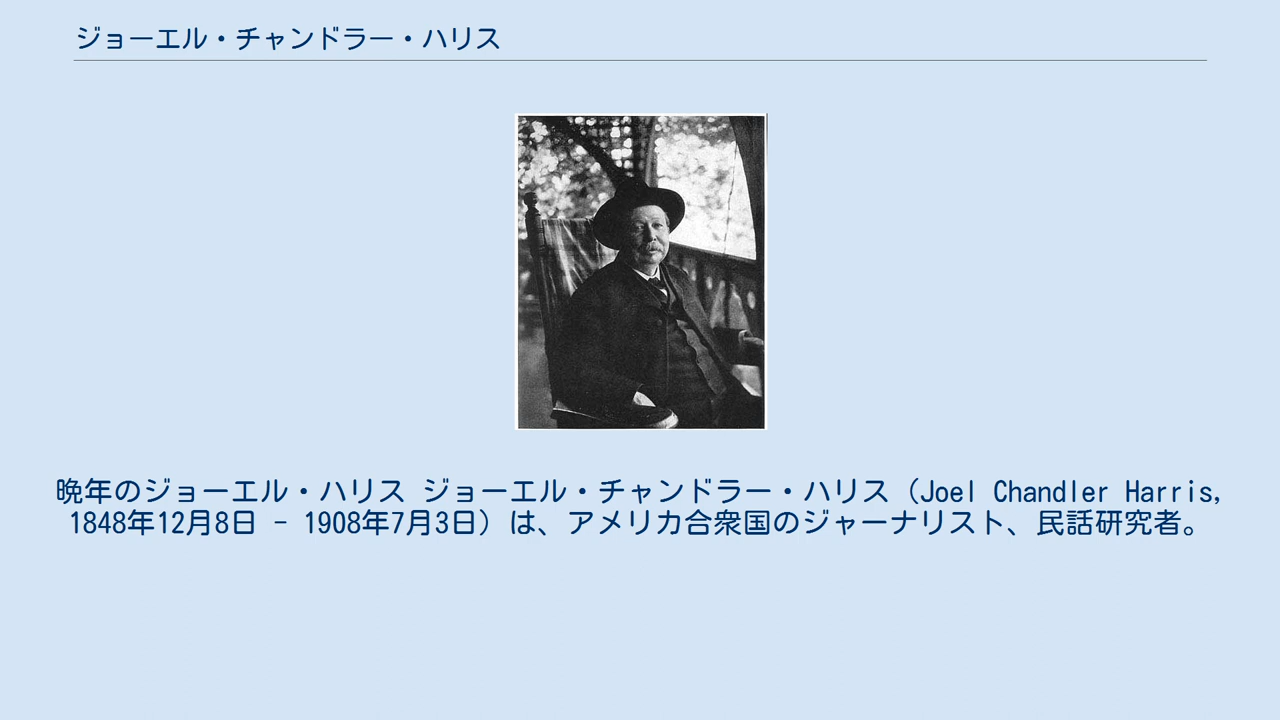 ジョーエル・チャンドラー・ハリス
晩年のジョーエル・ハリス ジョーエル・チャンドラー・ハリス（Joel Chandler Harris,
1848年12月8日 - 1908年7月3日）は、アメリカ合衆国のジャーナリスト、民話研究者。